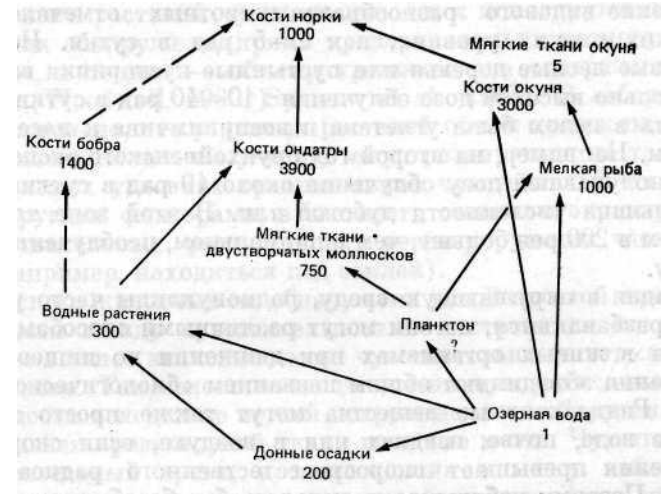 Кости норки
1000
Мягкие ткани окуня
5
Кости окуня
3000
Кости бобра
1400
Кости ондатры
3900
Мелкая рыба
1000
Мягкие ткани
двустворчатых моллюсков
750
Водные растения
300
Планктон
?
Озерная вода
1
Донные осадки
200